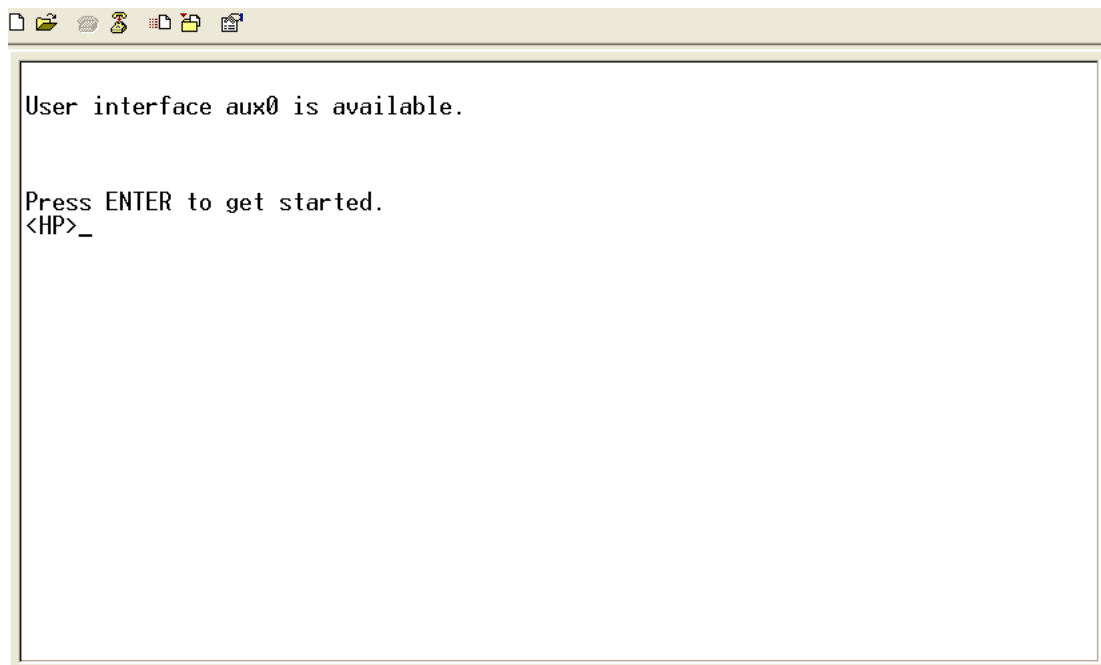 User interface aux0 is available.
Press ENTER to get started.
<HP>_